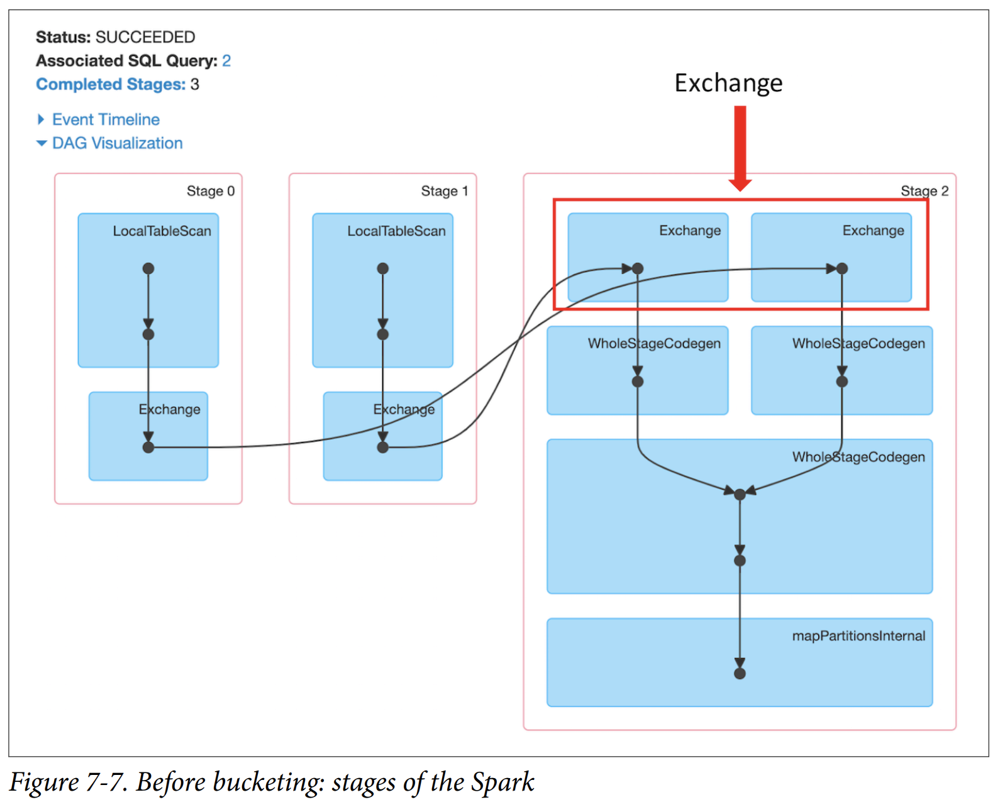 Status: SUCCEEDED
Associated SQL Query: 2
Completed Stages: 3
Event Timeline
DAG Visualization
Exchange
Stage 0
LocalTableScan
Exchange
Stage 1
LocalTableScan
Exchange
Stage 2
Exchange
Exchange
WholeStageCodegen
WholeStageCodegen
WholeStageCodegen
mapPartitionsInternal
Figure 7-7. Before bucketing: stages of the Spark